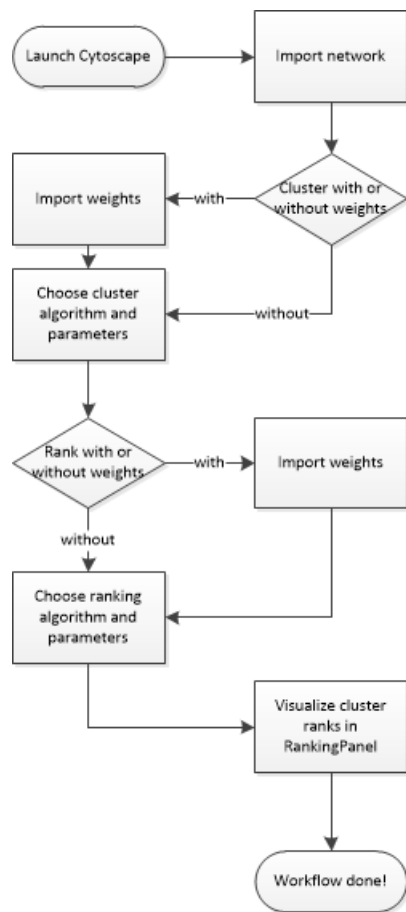 Launch Cytoscape
Import network
Cluster with or
without weights
with
Import weights
without
Choose cluster
algorithm and
parameters
Rank with or
without weights
with
Import weights
without
Choose ranking
algorithm and
parameters
Visualize cluster
ranks in
RankingPanel
Workflow done!